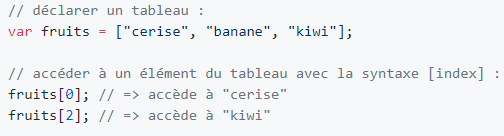 // déclarer un tableau :
var fruits = ["cerise", "banane", "kiwi"];
// accéder à un élément du tableau avec la syntaxe [index] :
fruits[0]; // => accède à "cerise"
fruits[2]; // => accède à "kiwi"